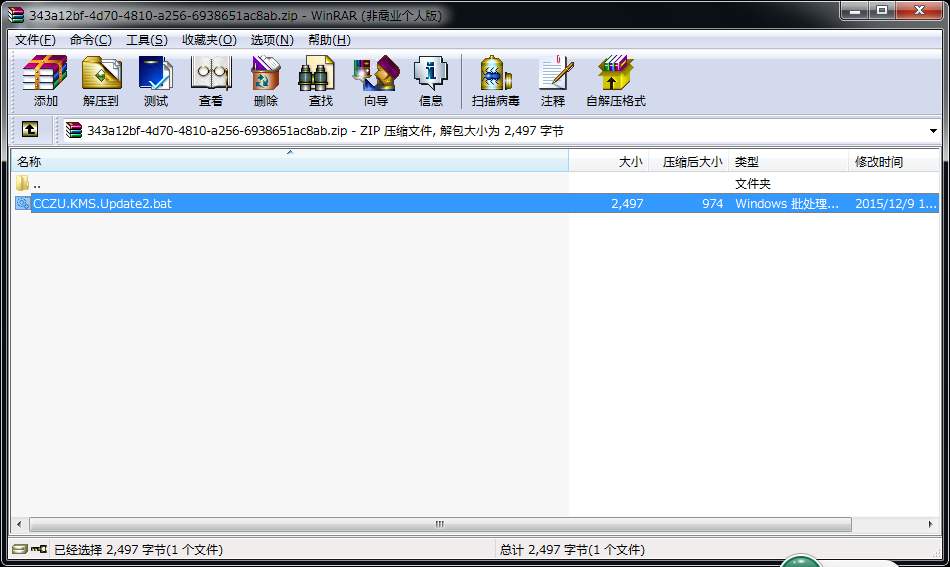 343a12bf-4d70-4810-a256-6938651ac8ab.zip - WinRAR (非商业个人版)
文件(F) 命令(C) 工具(S) 收藏夹(O) 选项(N) 帮助(H)
添加 解压到 测试 查看 删除 查找 向导 信息 扫描病毒 注释 自解压格式
343a12bf-4d70-4810-a256-6938651ac8ab.zip - ZIP 压缩文件, 解包大小为 2,497 字节
名称 大小 压缩后大小 类型 修改时间
.. 文件夹
CCZU.KMS.Update2.bat 2,497 974 Windows 批处理... 2015/12/9 1...
已经选择 2,497 字节(1 个文件) 总计 2,497 字节(1 个文件)